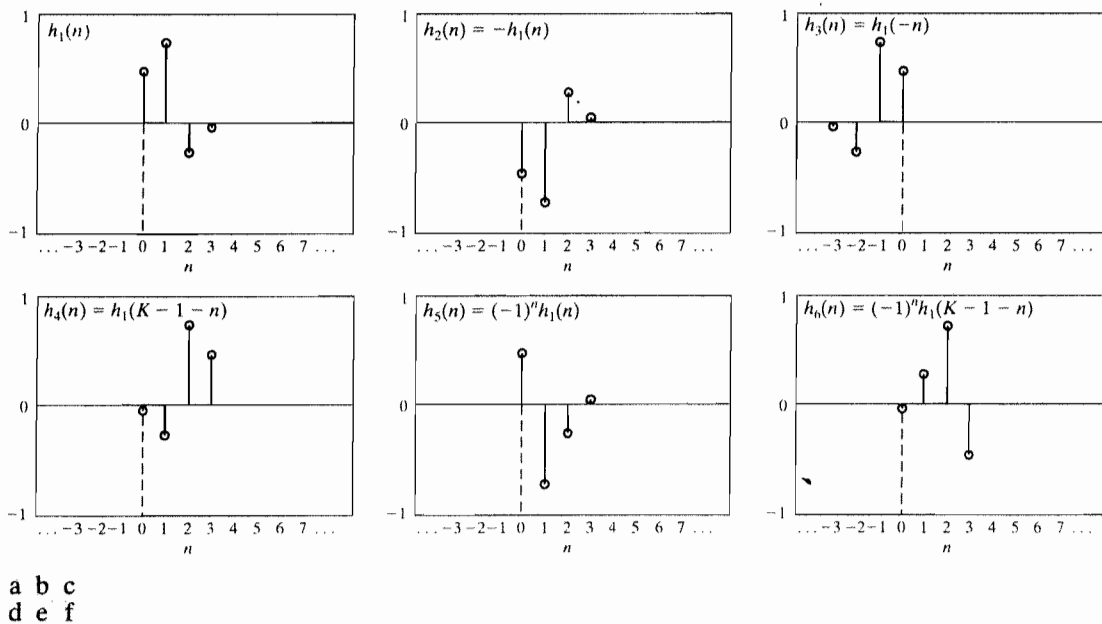 1
h₁(n)
0
−1
. . . −3 −2 −1 0 1 2 3 4 5 6 7 . . .
n
1
h₂(n) = −h₁(n)
0
−1
. . . −3 −2 −1 0 1 2 3 4 5 6 7 . . .
n
1
h₃(n) = h₁(−n)
0
−1
. . . −3 −2 −1 0 1 2 3 4 5 6 7 . . .
n
1
h₄(n) = h₁(K − 1 − n)
0
−1
. . . −3 −2 −1 0 1 2 3 4 5 6 7 . . .
n
1
h₅(n) = (−1)ⁿh₁(n)
0
−1
. . . −3 −2 −1 0 1 2 3 4 5 6 7 . . .
n
1
h₆(n) = (−1)ⁿh₁(K − 1 − n)
0
−1
. . . −3 −2 −1 0 1 2 3 4 5 6 7 . . .
n
a b c
d e f